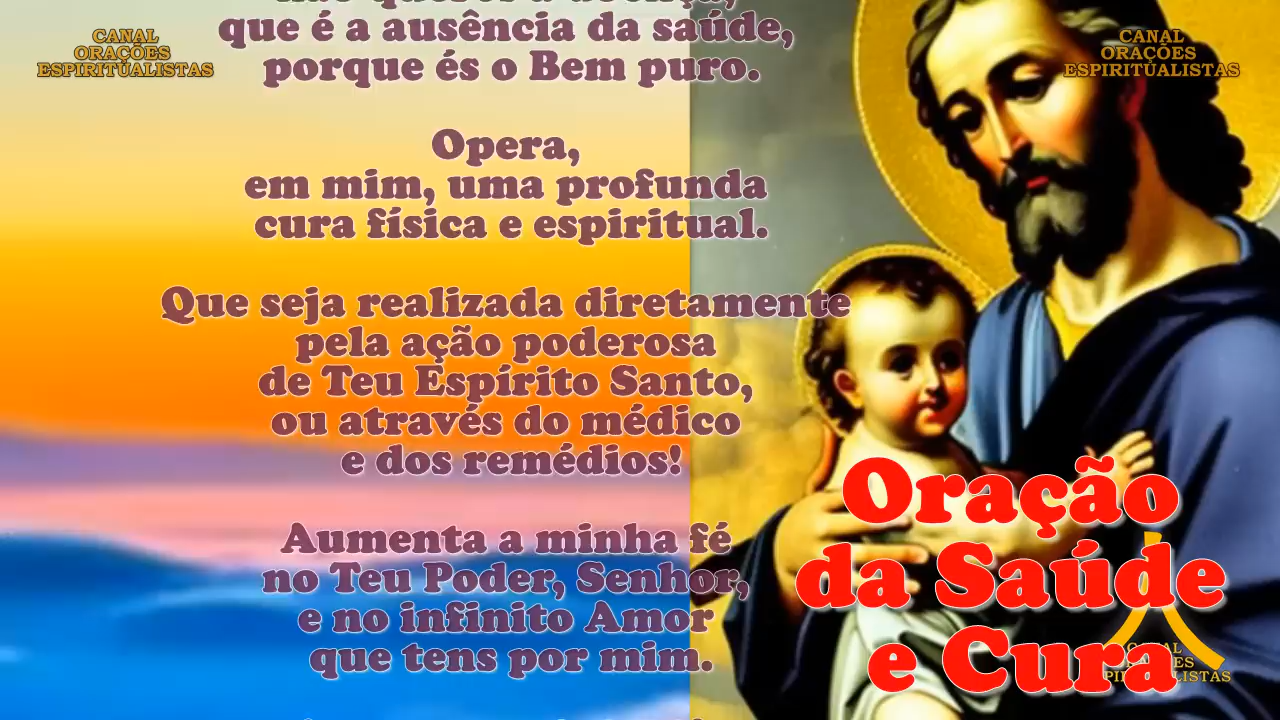 que é a ausência da saúde,
porque és o Bem puro.
Opera,
em mim, uma profunda
cura física e espiritual.
Que seja realizada diretamente
pela ação poderosa
de Teu Espírito Santo,
ou através do médico
e dos remédios!
Aumenta a minha fé
no Teu Poder, Senhor,
e no infinito Amor
que tens por mim.
CANAL
ORAÇÕES
ESPIRITUALISTAS
CANAL
ORAÇÕES
ESPIRITUALISTAS
Oração
da Saúde
e Cura